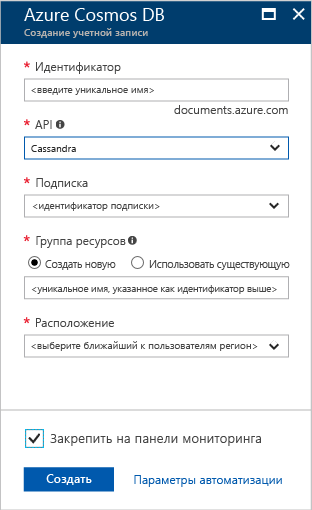 Azure Cosmos DB
Создание учетной записи
* Идентификатор
<введите уникальное имя>
documents.azure.com
* API
Cassandra
* Подписка
<идентификатор подписки>
* Группа ресурсов
Создать новую Использовать существующую
<уникальное имя, указанное как идентификатор выше>
* Расположение
<выберите ближайший к пользователям регион>
Закрепить на панели мониторинга
Создать Параметры автоматизации